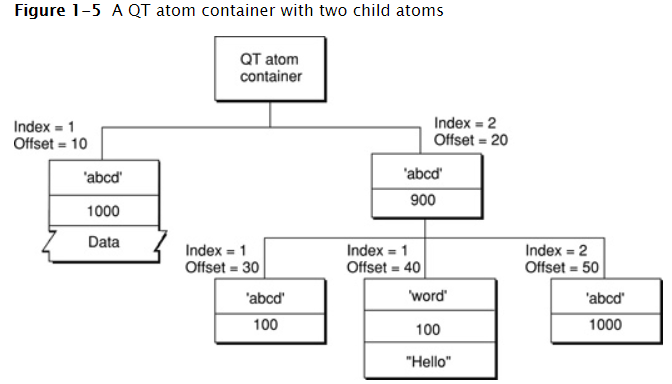 Figure 1–5 A QT atom container with two child atoms
QT atom
container
Index = 1
Offset = 10
Index = 2
Offset = 20
'abcd'
1000
Data
'abcd'
900
Index = 1
Offset = 30
Index = 1
Offset = 40
Index = 2
Offset = 50
'abcd'
100
'word'
100
"Hello"
'abcd'
1000